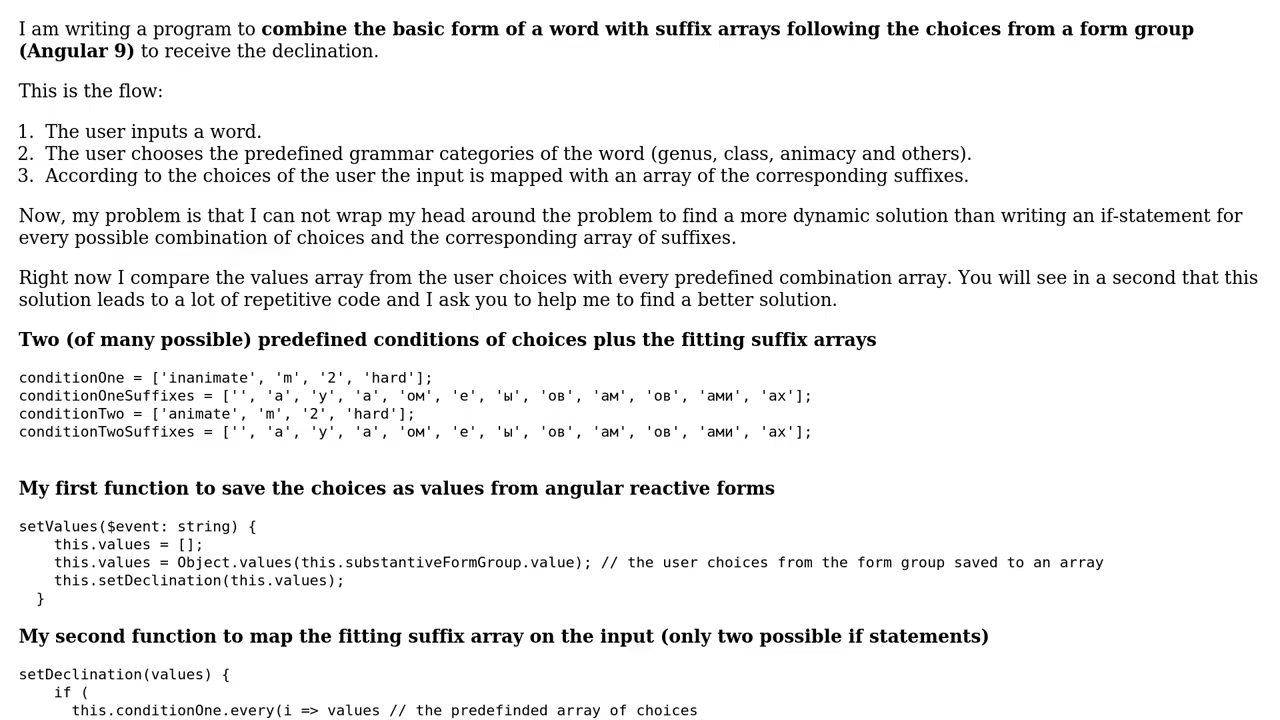 I am writing a program to combine the basic form of a word with suffix arrays following the choices from a form group
(Angular 9) to receive the declination.
This is the flow:
1. The user inputs a word.
2. The user chooses the predefined grammar categories of the word (genus, class, animacy and others).
3. According to the choices of the user the input is mapped with an array of the corresponding suffixes.
Now, my problem is that I can not wrap my head around the problem to find a more dynamic solution than writing an if-statement for
every possible combination of choices and the corresponding array of suffixes.
Right now I compare the values array from the user choices with every predefined combination array. You will see in a second that this
solution leads to a lot of repetitive code and I ask you to help me to find a better solution.
Two (of many possible) predefined conditions of choices plus the fitting suffix arrays
conditionOne = ['inanimate', 'm', '2', 'hard'];
conditionOneSuffixes = ['', 'а', 'у', 'а', 'ом', 'е', 'ы', 'ов', 'ам', 'ов', 'ами', 'ах'];
conditionTwo = ['animate', 'm', '2', 'hard'];
conditionTwoSuffixes = ['', 'а', 'у', 'а', 'ом', 'е', 'ы', 'ов', 'ам', 'ов', 'ами', 'ах'];
My first function to save the choices as values from angular reactive forms
setValues($event: string) {
    this.values = [];
    this.values = Object.values(this.substantiveFormGroup.value); // the user choices from the form group saved to an array
    this.setDeclination(this.values);
  }
My second function to map the fitting suffix array on the input (only two possible if statements)
setDeclination(values) {
    if (
      this.conditionOne.every(i => values // the predefinded array of choices